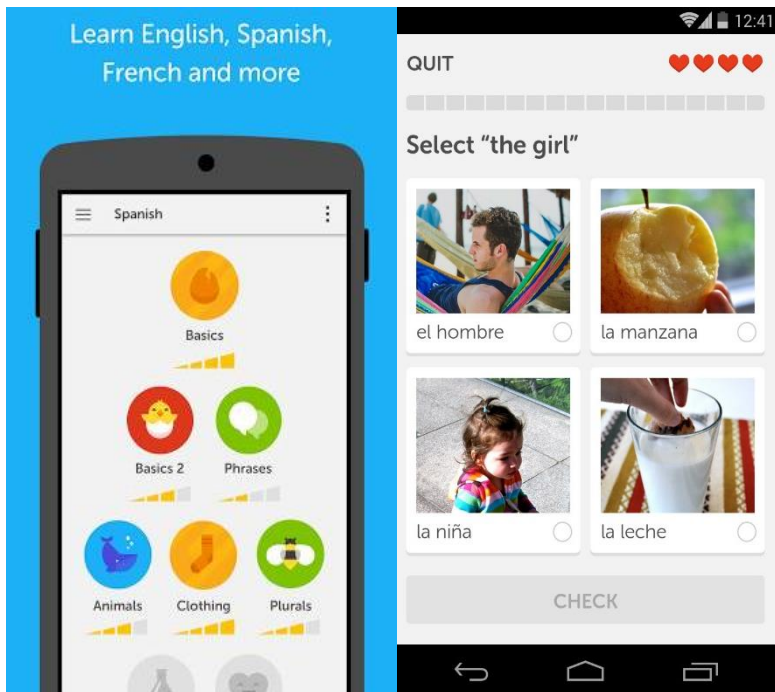 Learn English, Spanish,
French and more
Spanish
Basics
Basics 2
Phrases
Animals
Clothing
Plurals
12:41
QUIT
Select “the girl”
el hombre
la manzana
la niña
la leche
CHECK